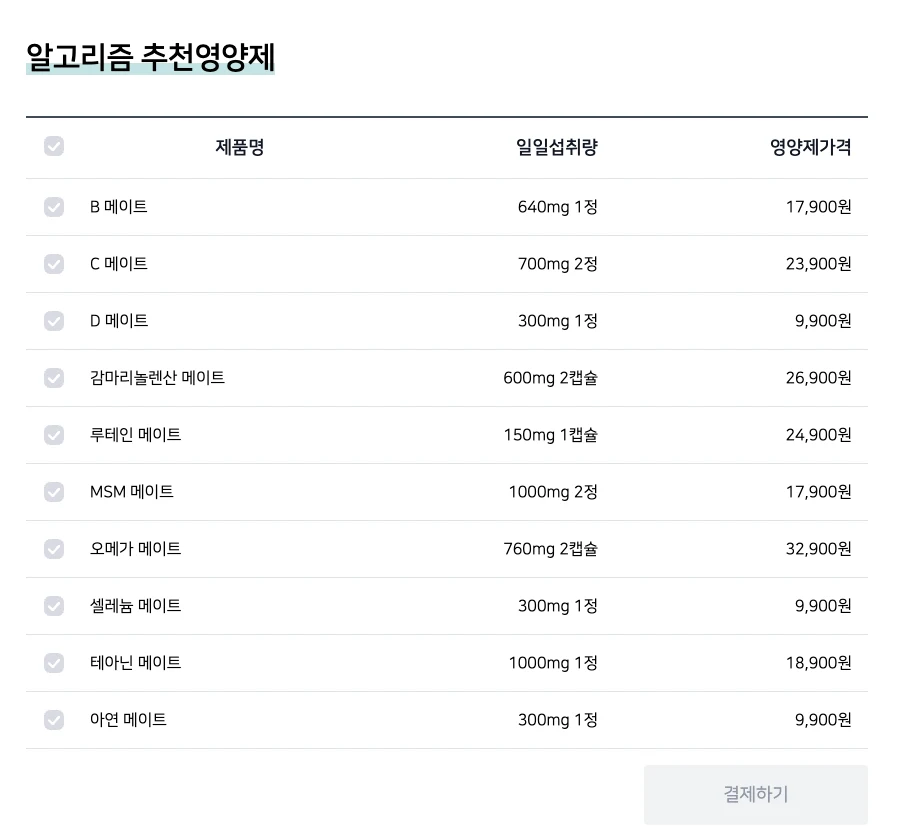 알고리즘 추천영양제
제품명 일일섭취량 영양제가격
B 메이트 640mg 1정 17,900원
C 메이트 700mg 2정 23,900원
D 메이트 300mg 1정 9,900원
감마리놀렌산 메이트 600mg 2캡슐 26,900원
루테인 메이트 150mg 1캡슐 24,900원
MSM 메이트 1000mg 2정 17,900원
오메가 메이트 760mg 2캡슐 32,900원
셀레늄 메이트 300mg 1정 9,900원
테아닌 메이트 1000mg 1정 18,900원
아연 메이트 300mg 1정 9,900원
결제하기